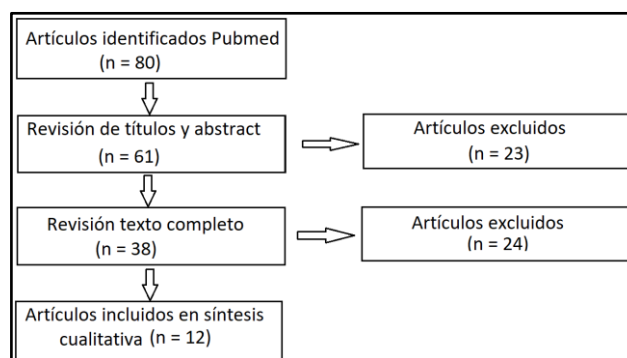 Artículos identificados Pubmed
(n = 80)
Revisión de títulos y abstract
(n = 61)
Artículos excluidos
(n = 23)
Revisión texto completo
(n = 38)
Artículos excluidos
(n = 24)
Artículos incluidos en síntesis
cualitativa (n = 12)